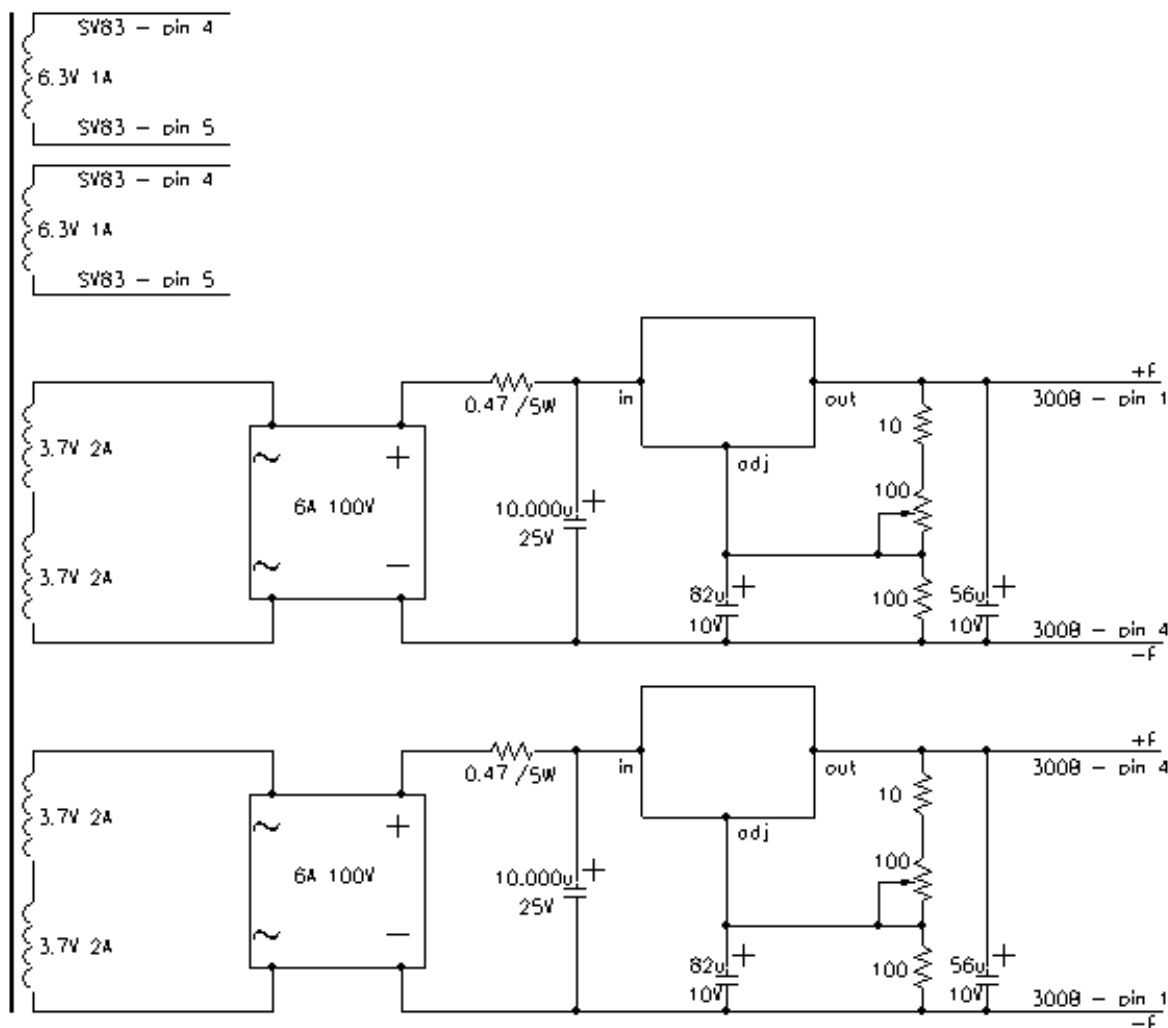 SV83 - pin 4
6.3V 1A
SV83 - pin 5
SV83 - pin 4
6.3V 1A
SV83 - pin 5
3.7V 2A
3.7V 2A
~
~
+
-
6A 100V
0.47 /5W
10.000u +
25V
in
out
adj
10
100
100
82u +
10V
56u +
10V
+f
300B - pin 1
300B - pin 4
-f
3.7V 2A
3.7V 2A
~
~
+
-
6A 100V
0.47 /5W
10.000u +
25V
in
out
adj
10
100
100
82u +
10V
56u +
10V
+f
300B - pin 4
300B - pin 1
-f